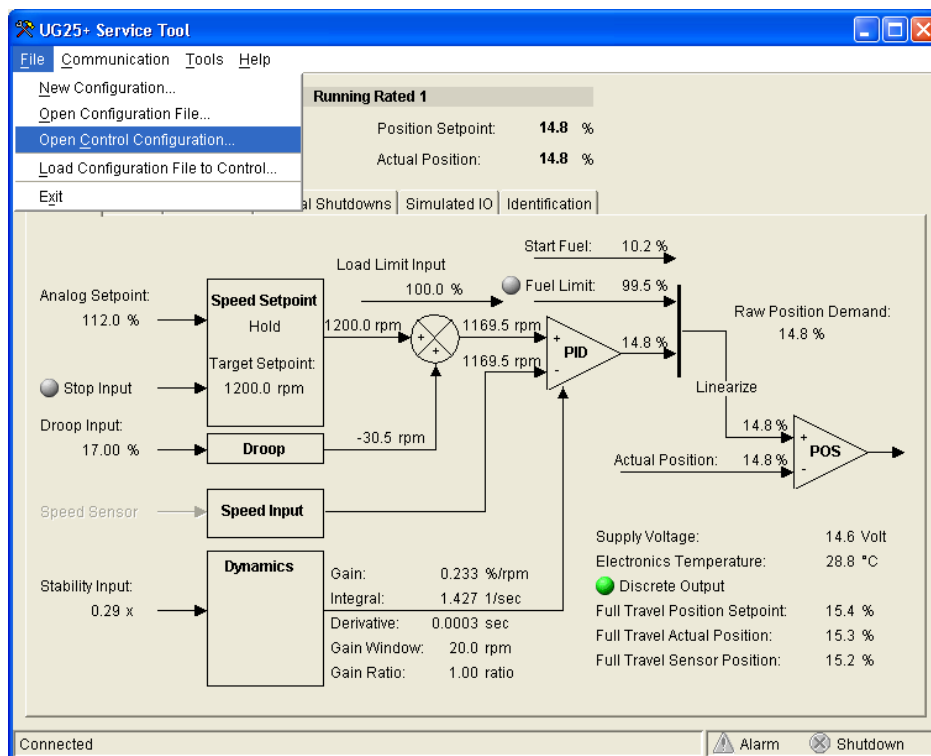 UG25+ Service Tool
File Communication Tools Help
New Configuration...
Open Configuration File...
Open Control Configuration...
Load Configuration File to Control...
Exit
Running Rated 1
Position Setpoint: 14.8 %
Actual Position: 14.8 %
al Shutdowns Simulated IO Identification
Start Fuel: 10.2 %
Load Limit Input
100.0 %
Fuel Limit: 99.5 %
Analog Setpoint:
112.0 %
Speed Setpoint
Hold
Target Setpoint:
1200.0 rpm
1200.0 rpm
+
+
1169.5 rpm
1169.5 rpm
+
PID
-
14.8 %
Raw Position Demand:
14.8 %
Linearize
Stop Input
Droop Input:
17.00 %
Droop
-30.5 rpm
14.8 %
Actual Position: 14.8 %
+
POS
-
Speed Sensor
Speed Input
Stability Input:
0.29 x
Dynamics
Gain: 0.233 %/rpm
Integral: 1.427 1/sec
Derivative: 0.0003 sec
Gain Window: 20.0 rpm
Gain Ratio: 1.00 ratio
Supply Voltage: 14.6 Volt
Electronics Temperature: 28.8 °C
Discrete Output
Full Travel Position Setpoint: 15.4 %
Full Travel Actual Position: 15.3 %
Full Travel Sensor Position: 15.2 %
Connected
Alarm Shutdown